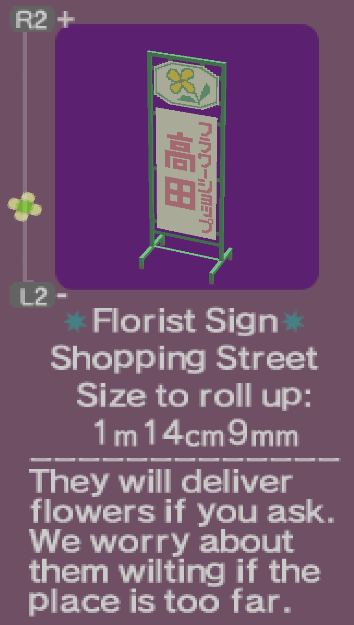 R2 +
フラワーショップ
高田
L2 -
Florist Sign
Shopping Street
Size to roll up:
1m14cm9mm
They will deliver
flowers if you ask.
We worry about
them wilting if the
place is too far.